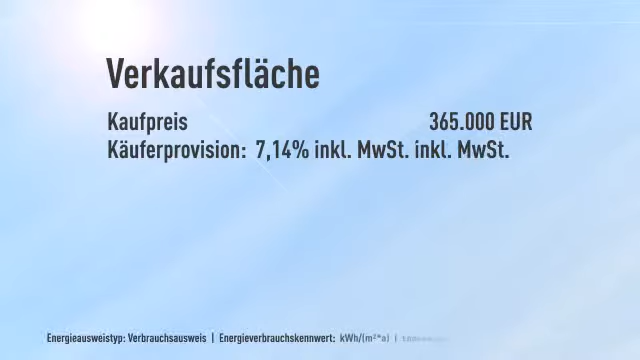 Verkaufsfläche
Kaufpreis 365.000 EUR
Käuferprovision: 7,14% inkl. MwSt. inkl. MwSt.
Energieausweistyp: Verbrauchsausweis | Energieverbrauchskennwert: kWh/(m²*a) |